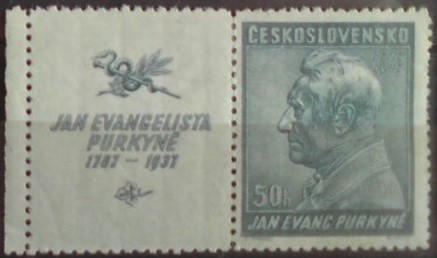 JAN EVANGELISTA
PURKYNĚ
1787 — 1937
ČESKOSLOVENSKO
50h
JAN EVANG. PURKYNĚ